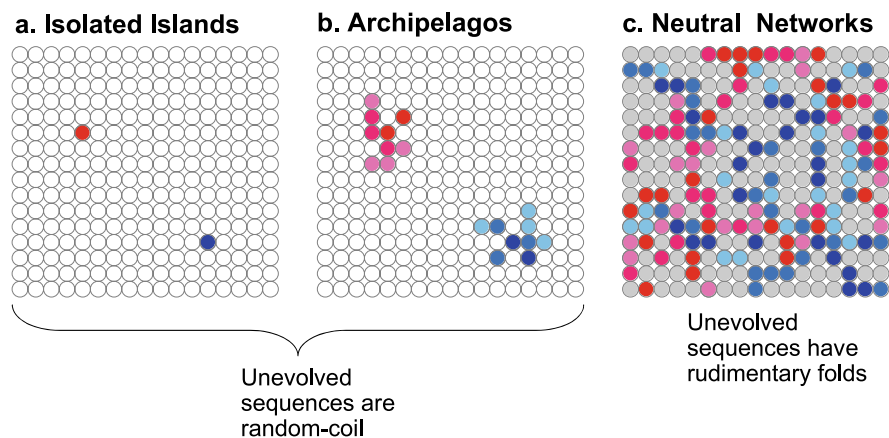 a. Isolated Islands
b. Archipelagos
c. Neutral Networks
Unevolved
sequences are
random-coil
Unevolved
sequences have
rudimentary folds